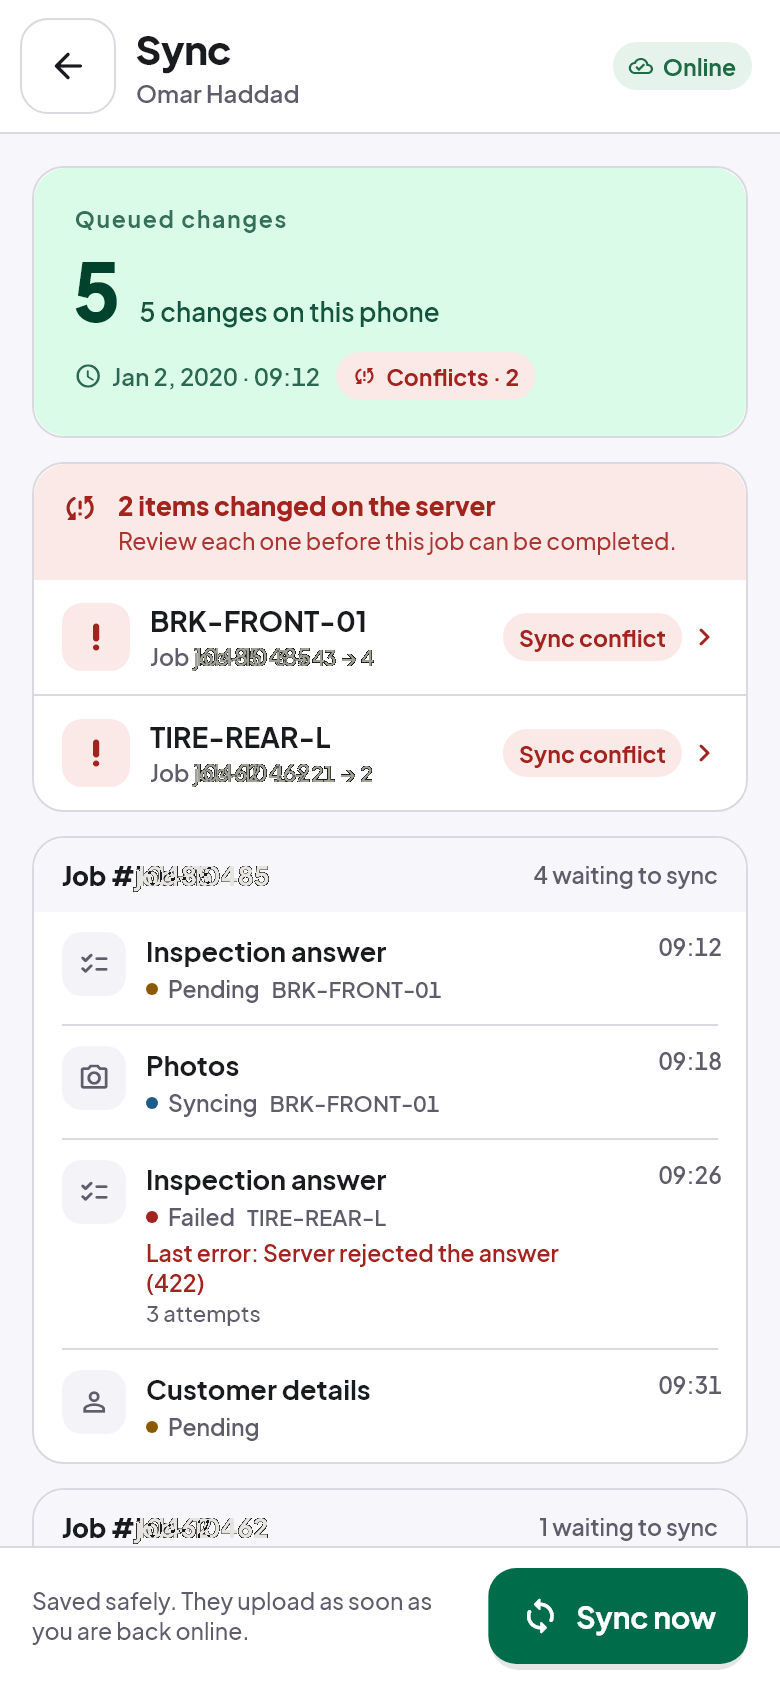 Sync
Omar Haddad
Online
Queued changes
5 5 changes on this phone
Jan 2, 2020 · 09:12 Conflicts · 2
2 items changed on the server
Review each one before this job can be completed.
BRK-FRONT-01
Job → 4
Sync conflict
TIRE-REAR-L
Job → 2
Sync conflict
Job # 4 waiting to sync
Inspection answer 09:12
Pending BRK-FRONT-01
Photos 09:18
Syncing BRK-FRONT-01
Inspection answer 09:26
Failed TIRE-REAR-L
Last error: Server rejected the answer
(422)
3 attempts
Customer details 09:31
Pending
Job # 1 waiting to sync
Saved safely. They upload as soon as
you are back online.
Sync now